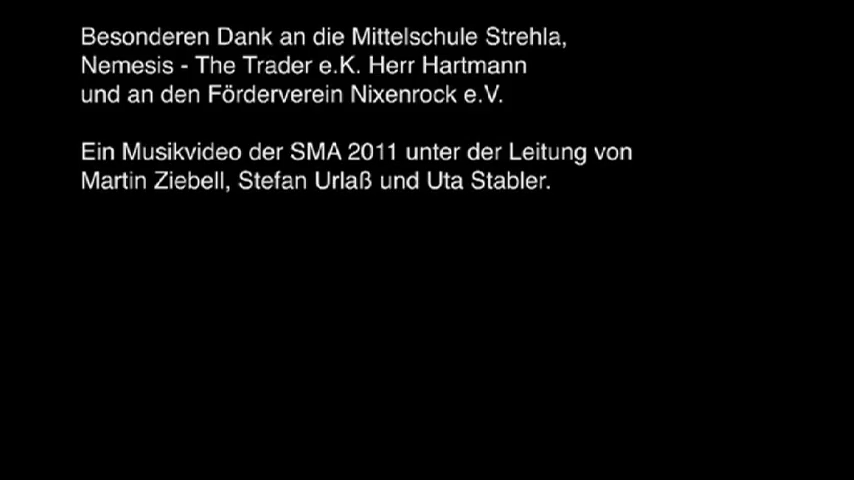 Besonderen Dank an die Mittelschule Strehla,
Nemesis - The Trader e.K. Herr Hartmann
und an den Förderverein Nixenrock e.V.
Ein Musikvideo der SMA 2011 unter der Leitung von
Martin Ziebell, Stefan Urlaß und Uta Stabler.